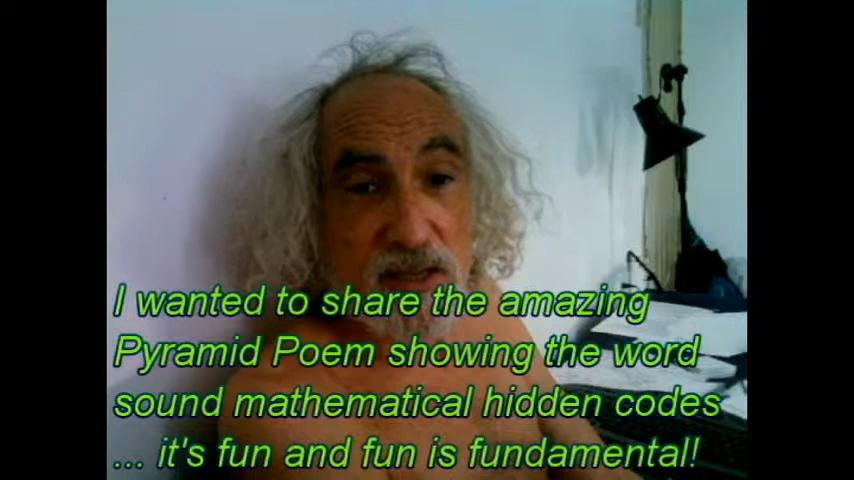 I wanted to share the amazing
Pyramid Poem showing the word
sound mathematical hidden codes
... it's fun and fun is fundamental!